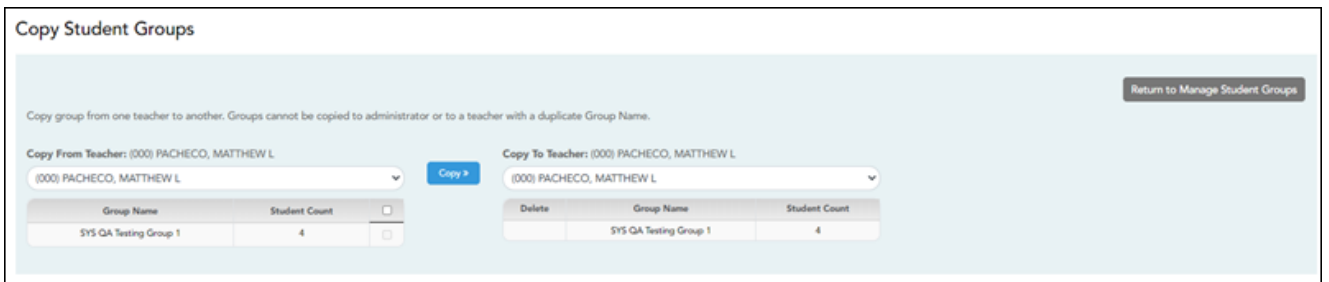 Copy Student Groups
Return to Manage Student Groups
Copy group from one teacher to another. Groups cannot be copied to administrator or to a teacher with a duplicate Group Name.
Copy From Teacher: (000) PACHECO, MATTHEW L
(000) PACHECO, MATTHEW L
Copy »
Copy To Teacher: (000) PACHECO, MATTHEW L
(000) PACHECO, MATTHEW L
Group Name Student Count
SYS QA Testing Group 1 4
Delete Group Name Student Count
SYS QA Testing Group 1 4